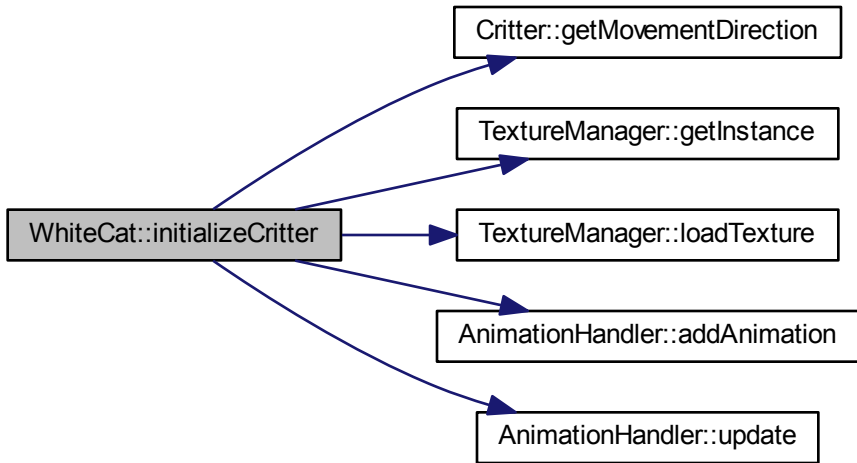 Critter::getMovementDirection
TextureManager::getInstance
WhiteCat::initializeCritter
TextureManager::loadTexture
AnimationHandler::addAnimation
AnimationHandler::update